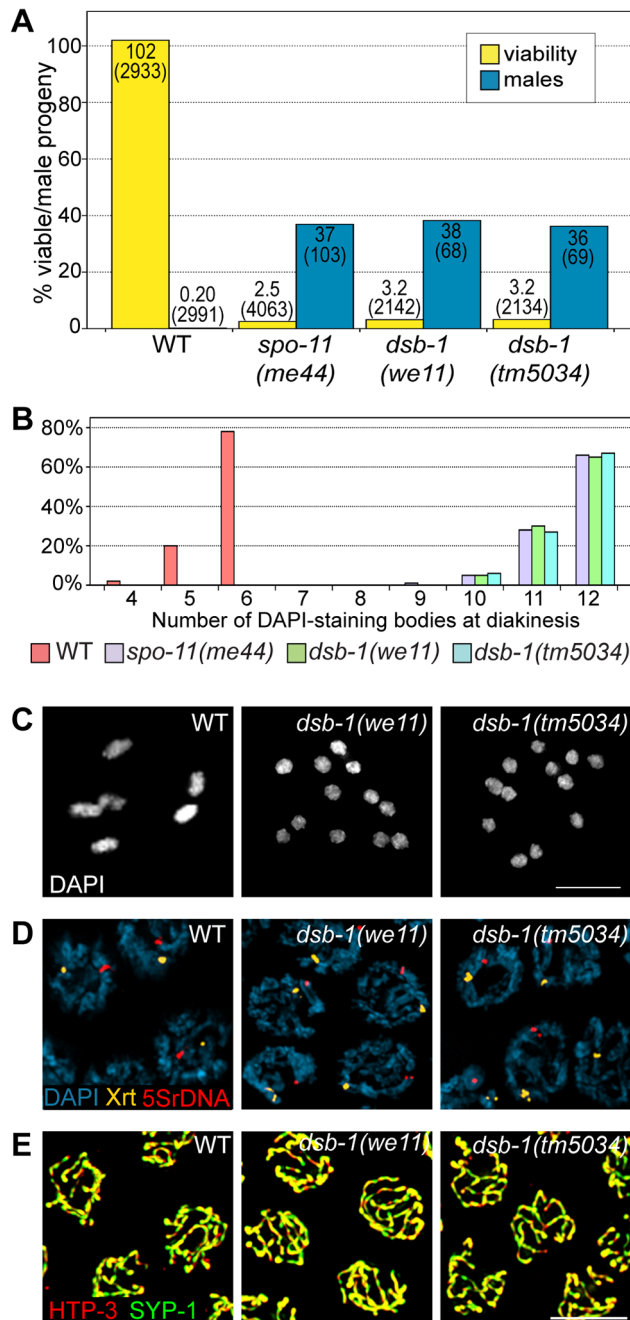 A
% viable/male progeny
100
80
60
40
20
0
viability
males
102
(2933)
0.20
(2991)
2.5
(4063)
37
(103)
3.2
(2142)
38
(68)
3.2
(2134)
36
(69)
WT
spo-11
(me44)
dsb-1
(we11)
dsb-1
(tm5034)
B
80%
60%
40%
20%
0%
4 5 6 7 8 9 10 11 12
Number of DAPI-staining bodies at diakinesis
WT spo-11(me44) dsb-1(we11) dsb-1(tm5034)
C
WT
dsb-1(we11)
dsb-1(tm5034)
DAPI
D
WT
dsb-1(we11)
dsb-1(tm5034)
DAPI Xrt 5SrDNA
E
WT
dsb-1(we11)
dsb-1(tm5034)
HTP-3 SYP-1